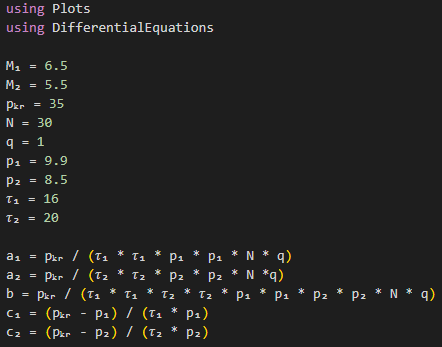 using Plots
using DifferentialEquations
M₁ = 6.5
M₂ = 5.5
pₖᵣ = 35
N = 30
q = 1
p₁ = 9.9
p₂ = 8.5
τ₁ = 16
τ₂ = 20
a₁ = pₖᵣ / (τ₁ * τ₁ * p₁ * p₁ * N * q)
a₂ = pₖᵣ / (τ₂ * τ₂ * p₂ * p₂ * N *q)
b = pₖᵣ / (τ₁ * τ₁ * τ₂ * τ₂ * p₁ * p₁ * p₂ * p₂ * N * q)
c₁ = (pₖᵣ - p₁) / (τ₁ * p₁)
c₂ = (pₖᵣ - p₂) / (τ₂ * p₂)